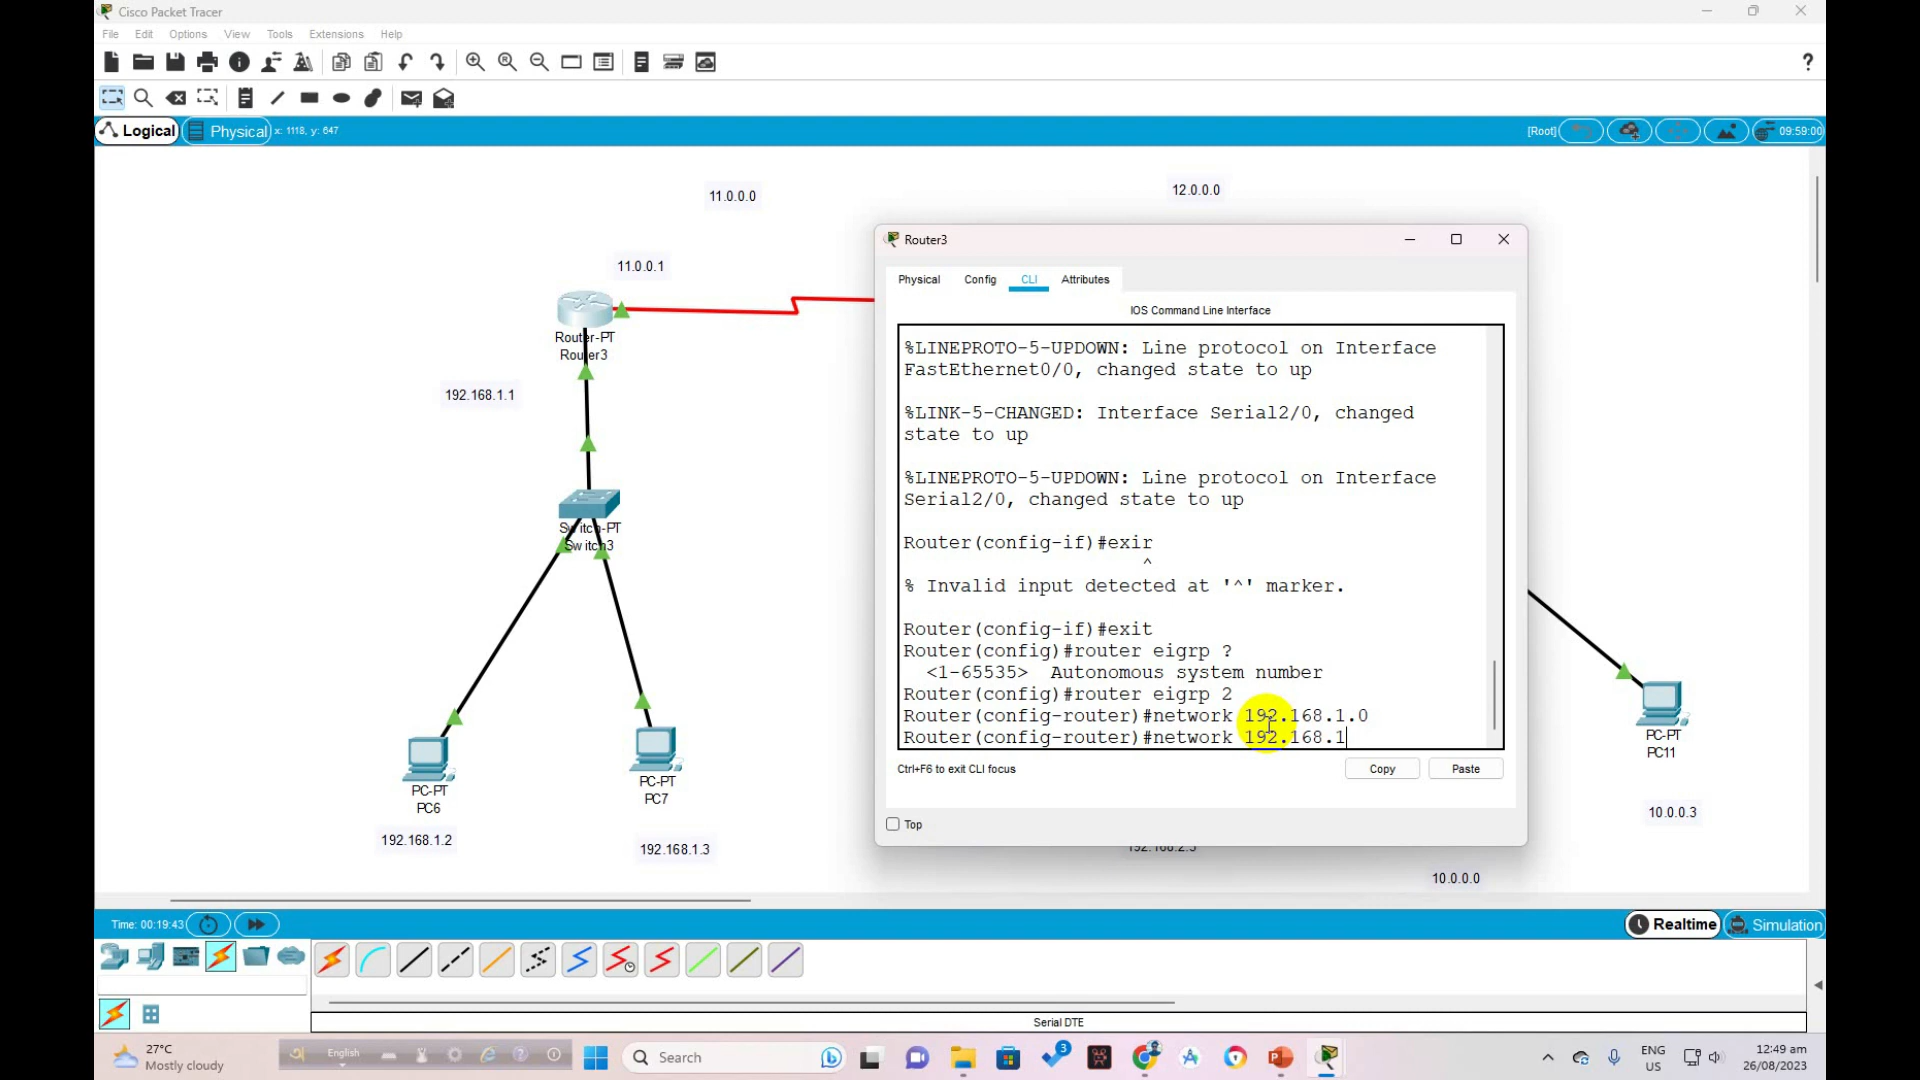 Cisco Packet Tracer
File Edit Options View Tools Extensions Help
Logical Physical x: 1118, y: 647 [Root] 09:59:00
11.0.0.0
12.0.0.0
11.0.0.1
Router-PT
Router3
192.168.1.1
Switch-PT
Switch3
PC-PT
PC6
192.168.1.2
PC-PT
PC7
192.168.1.3
Router3
Physical Config CLI Attributes
IOS Command Line Interface
%LINEPROTO-5-UPDOWN: Line protocol on Interface
FastEthernet0/0, changed state to up
%LINK-5-CHANGED: Interface Serial2/0, changed
state to up
%LINEPROTO-5-UPDOWN: Line protocol on Interface
Serial2/0, changed state to up
Router(config-if)#exir
^
% Invalid input detected at '^' marker.
Router(config-if)#exit
Router(config)#router eigrp ?
<1-65535> Autonomous system number
Router(config)#router eigrp 2
Router(config-router)#network 192.168.1.0
Router(config-router)#network 192.168.1
Ctrl+F6 to exit CLI focus
Copy Paste
Top
PC-PT
PC11
10.0.0.3
10.0.0.0
Time: 00:19:43
Realtime Simulation
Serial DTE
27°C
Mostly cloudy
English
Search
3
ENG
US
12:49 am
26/08/2023